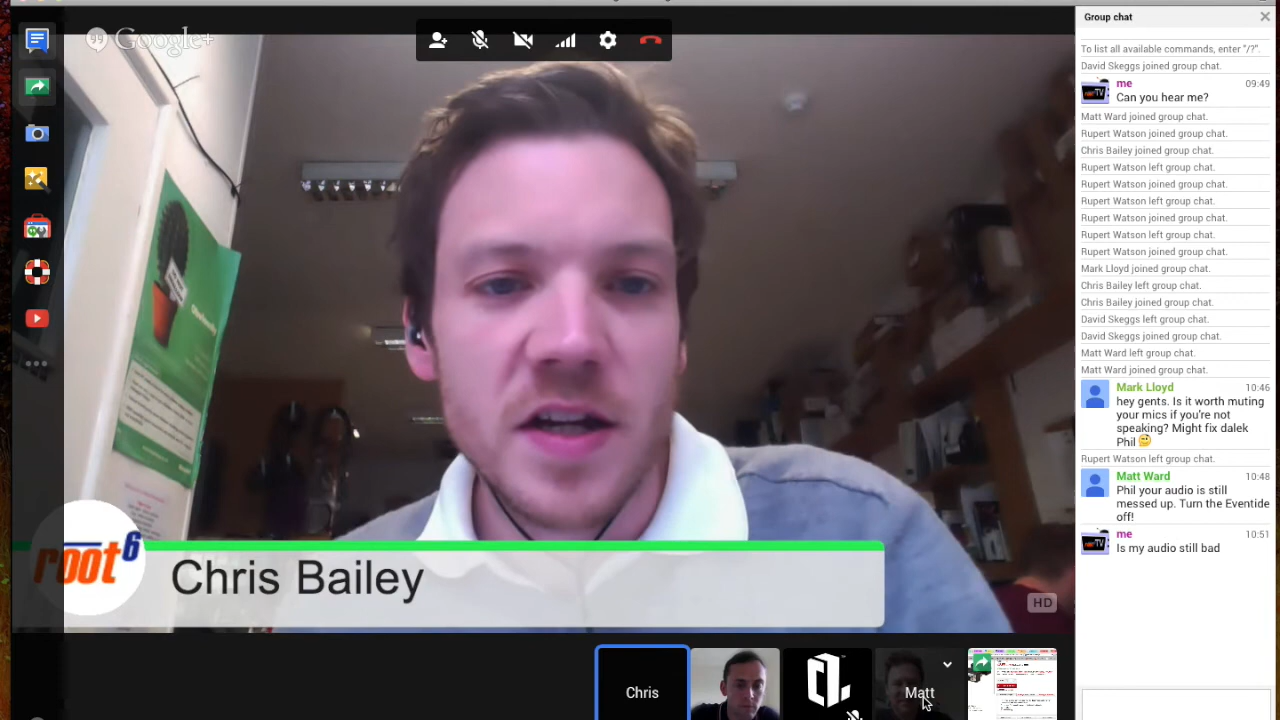 Group chat
Google+
To list all available commands, enter "/?".
David Skeggs joined group chat.
me 09:49
Can you hear me?
Matt Ward joined group chat.
Rupert Watson joined group chat.
Chris Bailey joined group chat.
Rupert Watson left group chat.
Rupert Watson joined group chat.
Rupert Watson left group chat.
Rupert Watson joined group chat.
Rupert Watson left group chat.
Rupert Watson joined group chat.
Mark Lloyd joined group chat.
Chris Bailey left group chat.
Chris Bailey joined group chat.
David Skeggs left group chat.
David Skeggs joined group chat.
Matt Ward left group chat.
Matt Ward joined group chat.
Mark Lloyd 10:46
hey gents. Is it worth muting
your mics if you're not
speaking? Might fix dalek
Phil
Rupert Watson left group chat.
Matt Ward 10:48
Phil your audio is still
messed up. Turn the Eventide
off!
me 10:51
Is my audio still bad
root6
Chris Bailey
HD
Chris
CL
Matt